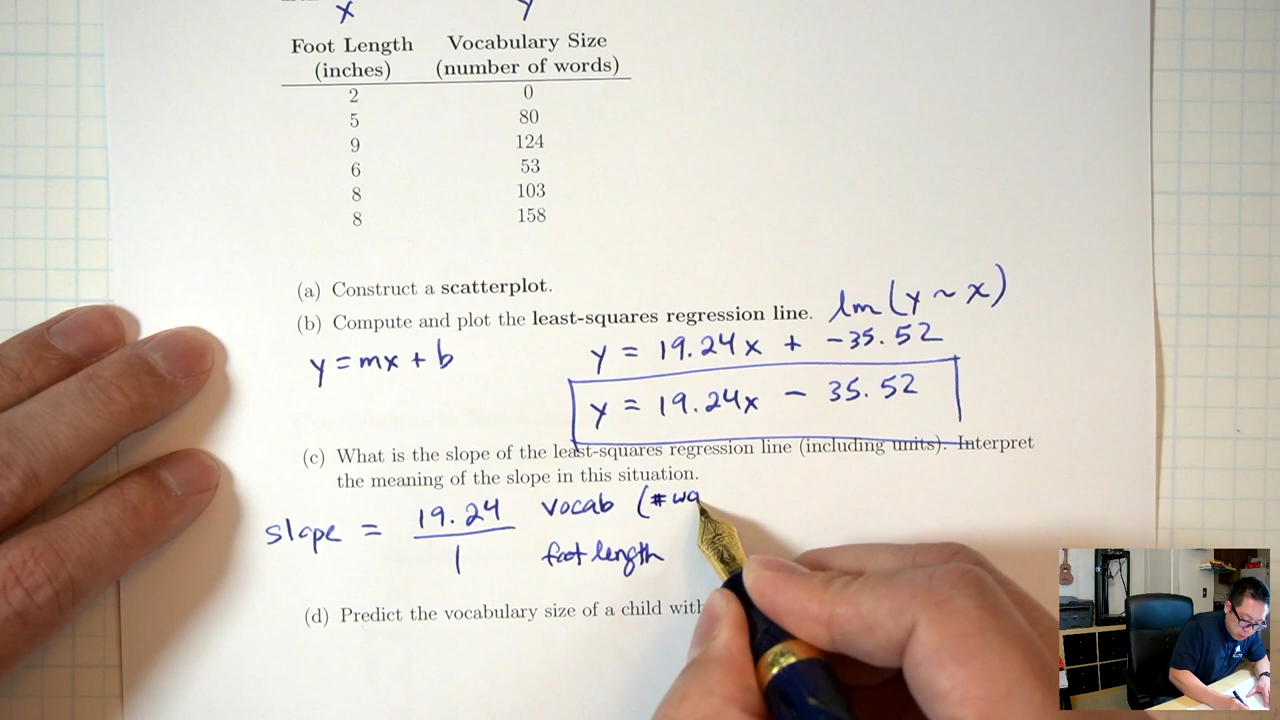 x y
Foot Length Vocabulary Size
(inches) (number of words)
2 0
5 80
9 124
6 53
8 103
8 158
(a) Construct a scatterplot.
(b) Compute and plot the least-squares regression line. lm(y ~ x)
y = mx + b y = 19.24x + -35.52
y = 19.24x - 35.52
(c) What is the slope of the least-squares regression line (including units). Interpret
the meaning of the slope in this situation.
slope = 19.24 vocab (#wo
1 foot length
(d) Predict the vocabulary size of a child with